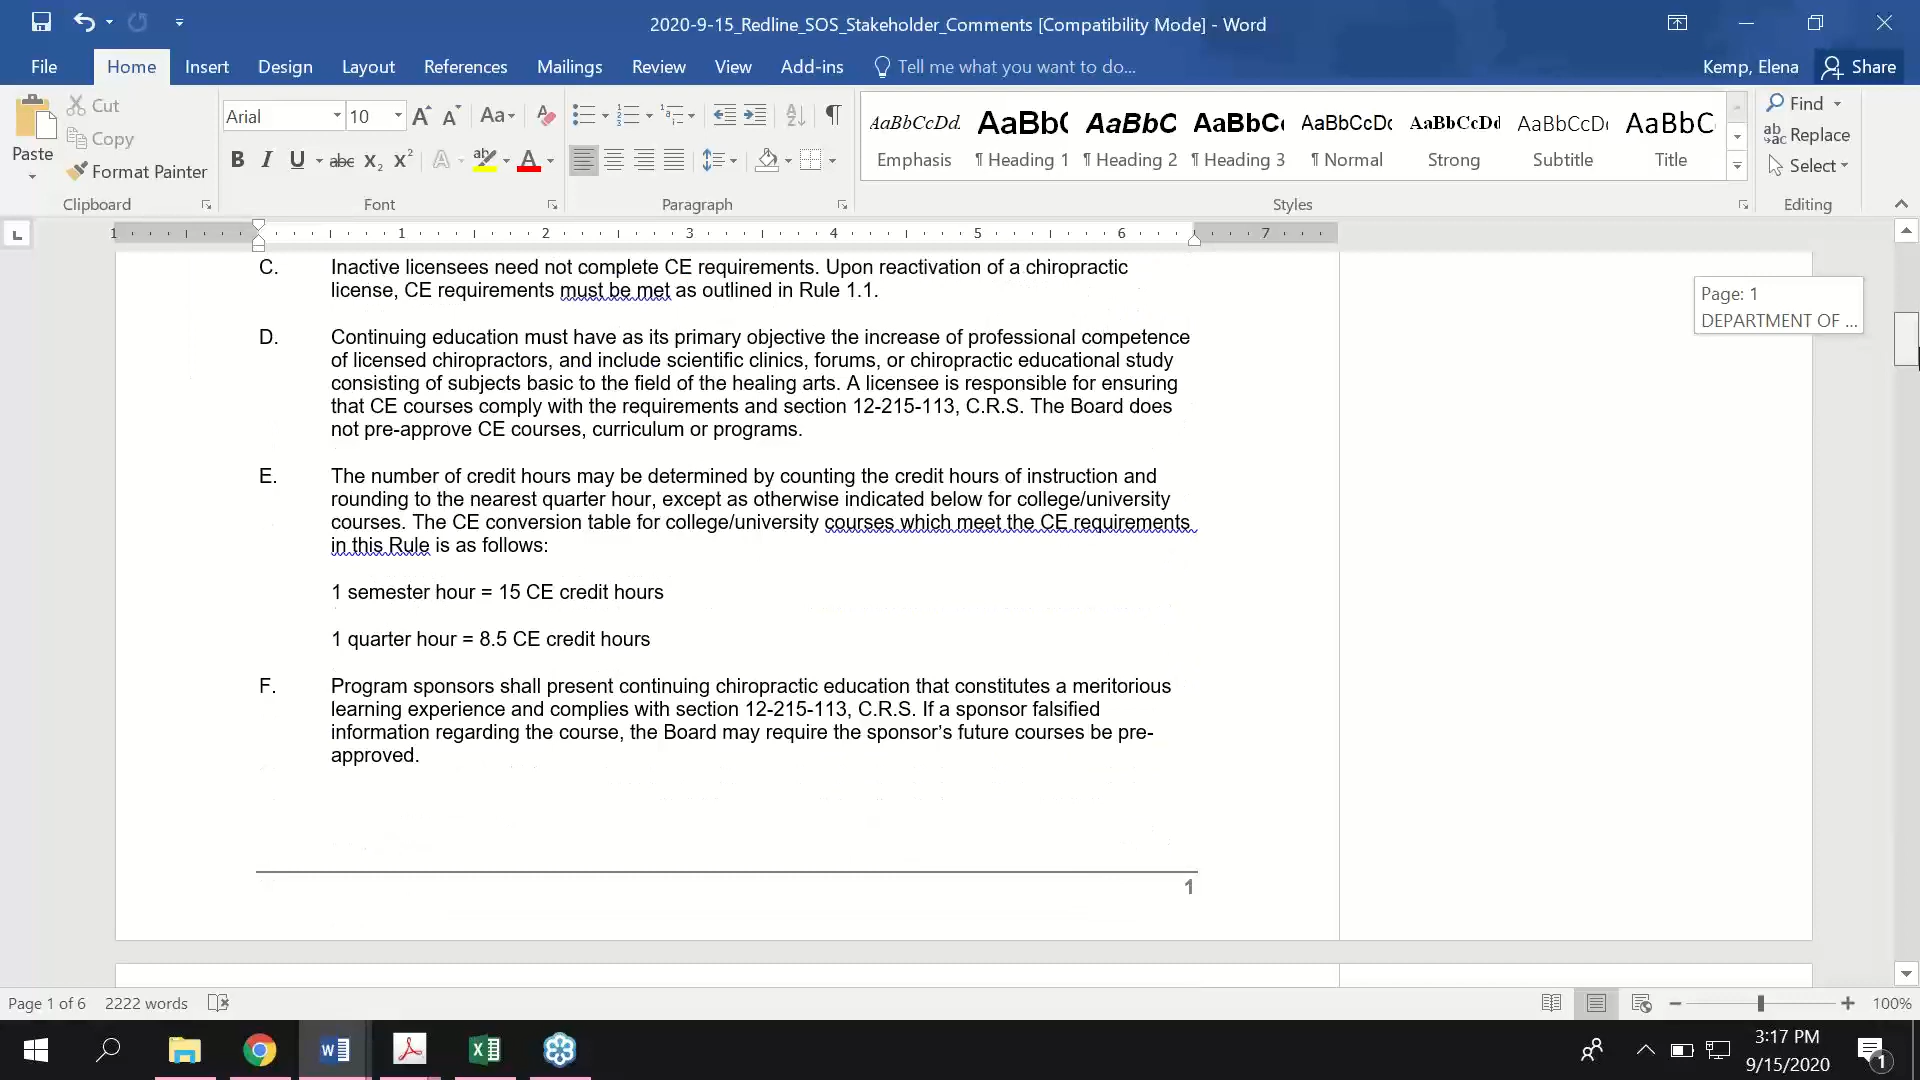 2020-9-15_Redline_SOS_Stakeholder_Comments [Compatibility Mode] - Word
File Home Insert Design Layout References Mailings Review View Add-ins Tell me what you want to do... Kemp, Elena Share
Paste
Cut
Copy
Format Painter
Clipboard
Arial 10
Font
Paragraph
AaBbCcDd. AaBb( AaBbC AaBbC( AaBbCcDd AaBbCcDd AaBbCcD( AaBbC
Emphasis ¶ Heading 1 ¶ Heading 2 ¶ Heading 3 ¶ Normal Strong Subtitle Title
Styles
Find
Replace
Select
Editing
1 1 2 3 4 5 6 7
C. Inactive licensees need not complete CE requirements. Upon reactivation of a chiropractic
license, CE requirements must be met as outlined in Rule 1.1.
D. Continuing education must have as its primary objective the increase of professional competence
of licensed chiropractors, and include scientific clinics, forums, or chiropractic educational study
consisting of subjects basic to the field of the healing arts. A licensee is responsible for ensuring
that CE courses comply with the requirements and section 12-215-113, C.R.S. The Board does
not pre-approve CE courses, curriculum or programs.
E. The number of credit hours may be determined by counting the credit hours of instruction and
rounding to the nearest quarter hour, except as otherwise indicated below for college/university
courses. The CE conversion table for college/university courses which meet the CE requirements
in this Rule is as follows:
1 semester hour = 15 CE credit hours
1 quarter hour = 8.5 CE credit hours
F. Program sponsors shall present continuing chiropractic education that constitutes a meritorious
learning experience and complies with section 12-215-113, C.R.S. If a sponsor falsified
information regarding the course, the Board may require the sponsor's future courses be pre-
approved.
1
Page: 1
DEPARTMENT OF ...
Page 1 of 6 2222 words 100%
3:17 PM
9/15/2020
1